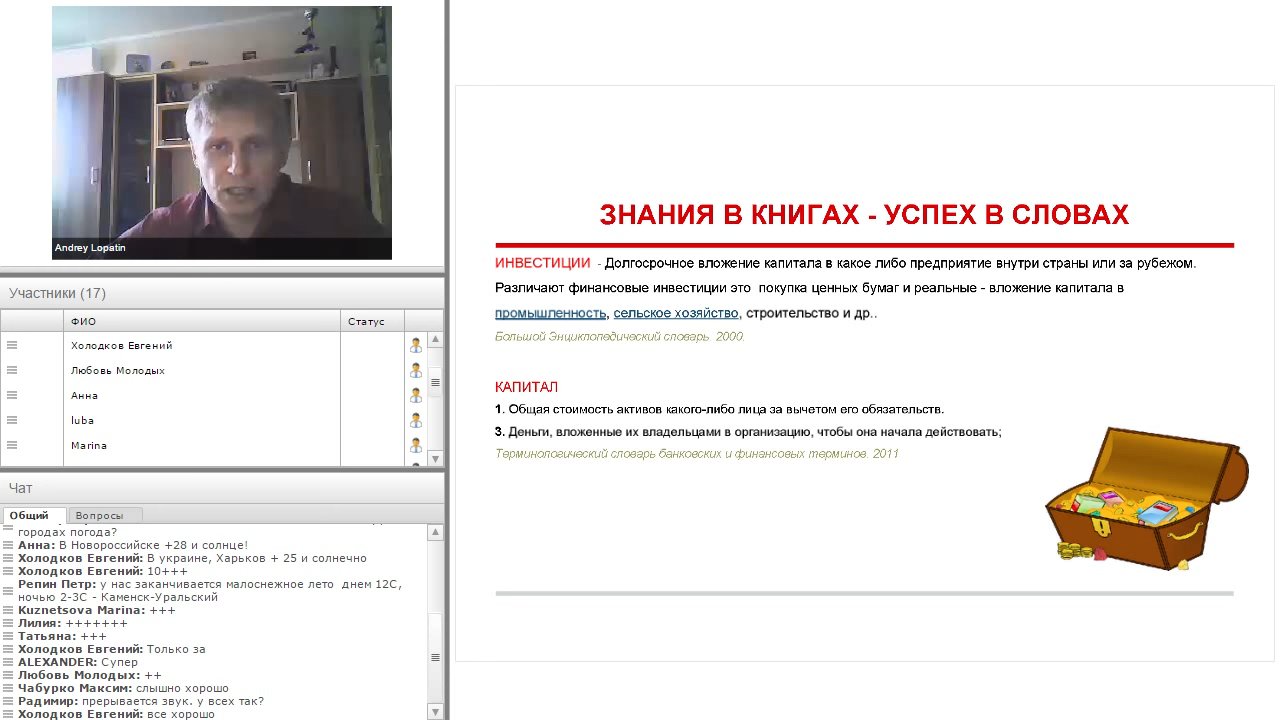 Andrey Lopatin
Участники (17)
ФИО
Статус
Холодков Евгений
Любовь Молодых
Анна
luba
Marina
Чат
Общий
Вопросы
городах погода?
Анна: В Новороссийске +28 и солнце!
Холодков Евгений: В украине, Харьков + 25 и солнечно
Холодков Евгений: 10+++
Репин Петр: у нас заканчивается малоснежное лето днем 12С,
ночью 2-3С - Каменск-Уральский
Kuznetsova Marina: +++
Лилия: +++++++
Татьяна: +++
Холодков Евгений: Только за
ALEXANDER: Супер
Любовь Молодых: ++
Чабурко Максим: слышно хорошо
Радимир: прерывается звук. у всех так?
Холодков Евгений: все хорошо
ЗНАНИЯ В КНИГАХ - УСПЕХ В СЛОВАХ
ИНВЕСТИЦИИ - Долгосрочное вложение капитала в какое либо предприятие внутри страны или за рубежом.
Различают финансовые инвестиции это покупка ценных бумаг и реальные - вложение капитала в
промышленность, сельское хозяйство, строительство и др..
Большой Энциклопедический словарь. 2000.
КАПИТАЛ
1. Общая стоимость активов какого-либо лица за вычетом его обязательств.
3. Деньги, вложенные их владельцами в организацию, чтобы она начала действовать;
Терминологический словарь банковских и финансовых терминов. 2011